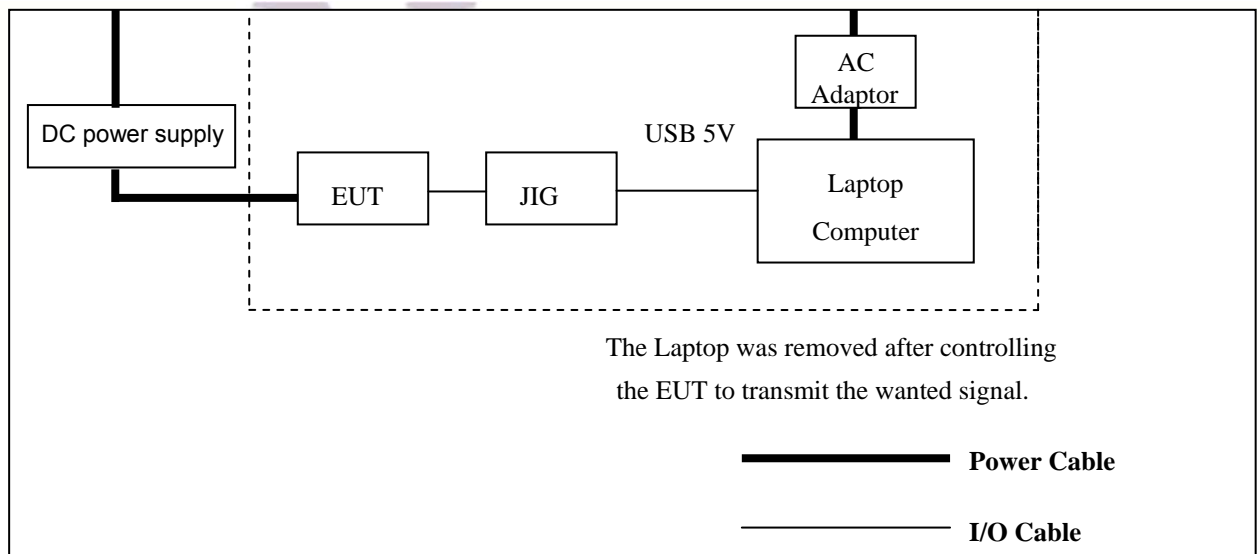 AC
Adaptor
DC power supply
USB 5V
EUT
JIG
Laptop
Computer
The Laptop was removed after controlling
the EUT to transmit the wanted signal.
Power Cable
I/O Cable